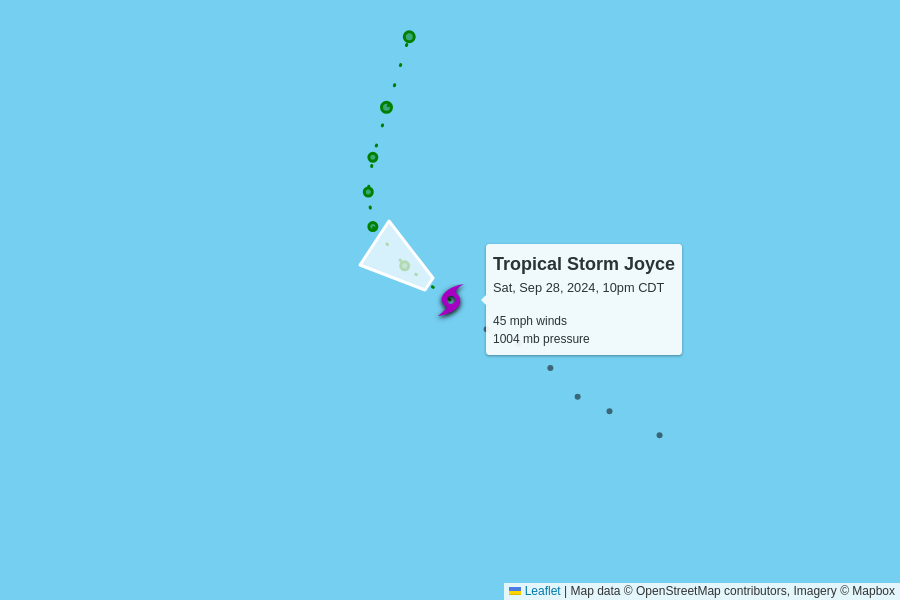 Tropical Storm Joyce
Sat, Sep 28, 2024, 10pm CDT
45 mph winds
1004 mb pressure
Leaflet | Map data © OpenStreetMap contributors, Imagery © Mapbox